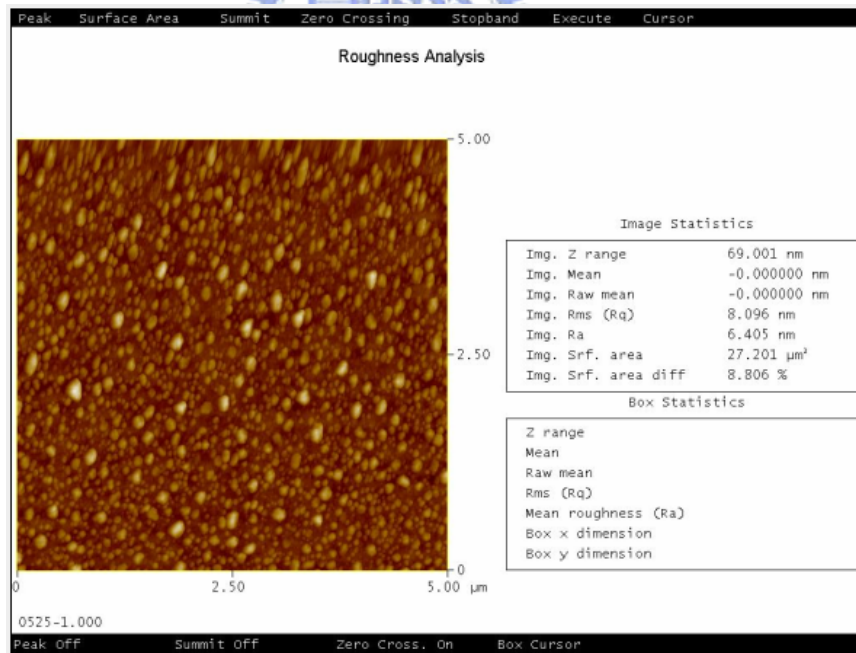 Peak Surface Area Summit Zero Crossing Stopband Execute Cursor
Roughness Analysis
5.00
2.50
0
0 2.50 5.00 µm
Image Statistics
Img. Z range 69.001 nm
Img. Mean -0.000000 nm
Img. Raw mean -0.000000 nm
Img. Rms (Rq) 8.096 nm
Img. Ra 6.405 nm
Img. Srf. area 27.201 µm²
Img. Srf. area diff 8.806 %
Box Statistics
Z range
Mean
Raw mean
Rms (Rq)
Mean roughness (Ra)
Box x dimension
Box y dimension
0525-1.000
Peak Off Summit Off Zero Cross. On Box Cursor